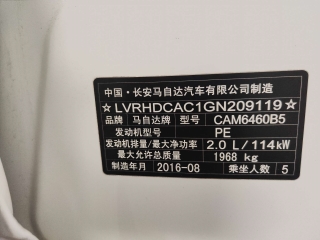 中国·长安马自达汽车有限公司制造
☆LVRHDCAC1GN209119☆
品牌 马自达牌 型号 CAM6460B5
发动机型号 PE
发动机排量/最大净功率 2.0 L/114kW
最大允许总质量 1968 kg
制造年月 2016-08 乘坐人数 5